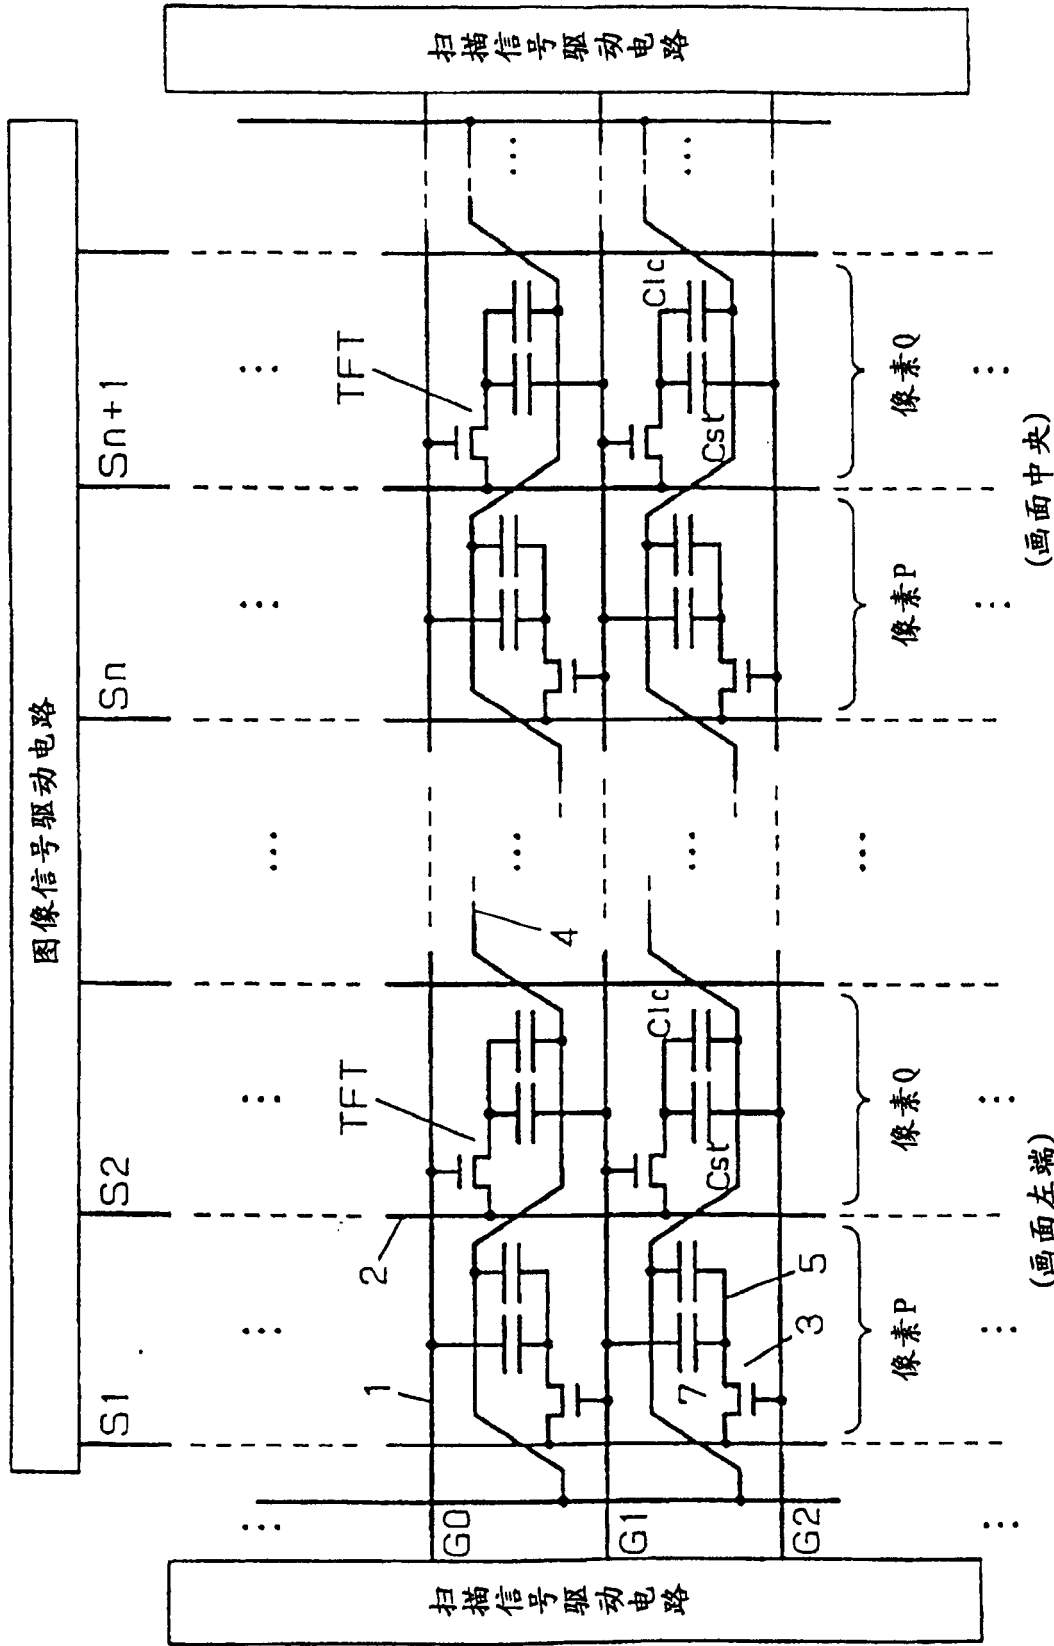 图像信号驱动电路
S1
S2
Sn
Sn+1
扫描信号驱动电路
扫描信号驱动电路
1
2
TFT
TFT
G0
4
G1
7
Cst
Clc
Cst
Clc
3
5
G2
像素P
像素Q
像素P
像素Q
(画面左端)
(画面中央)